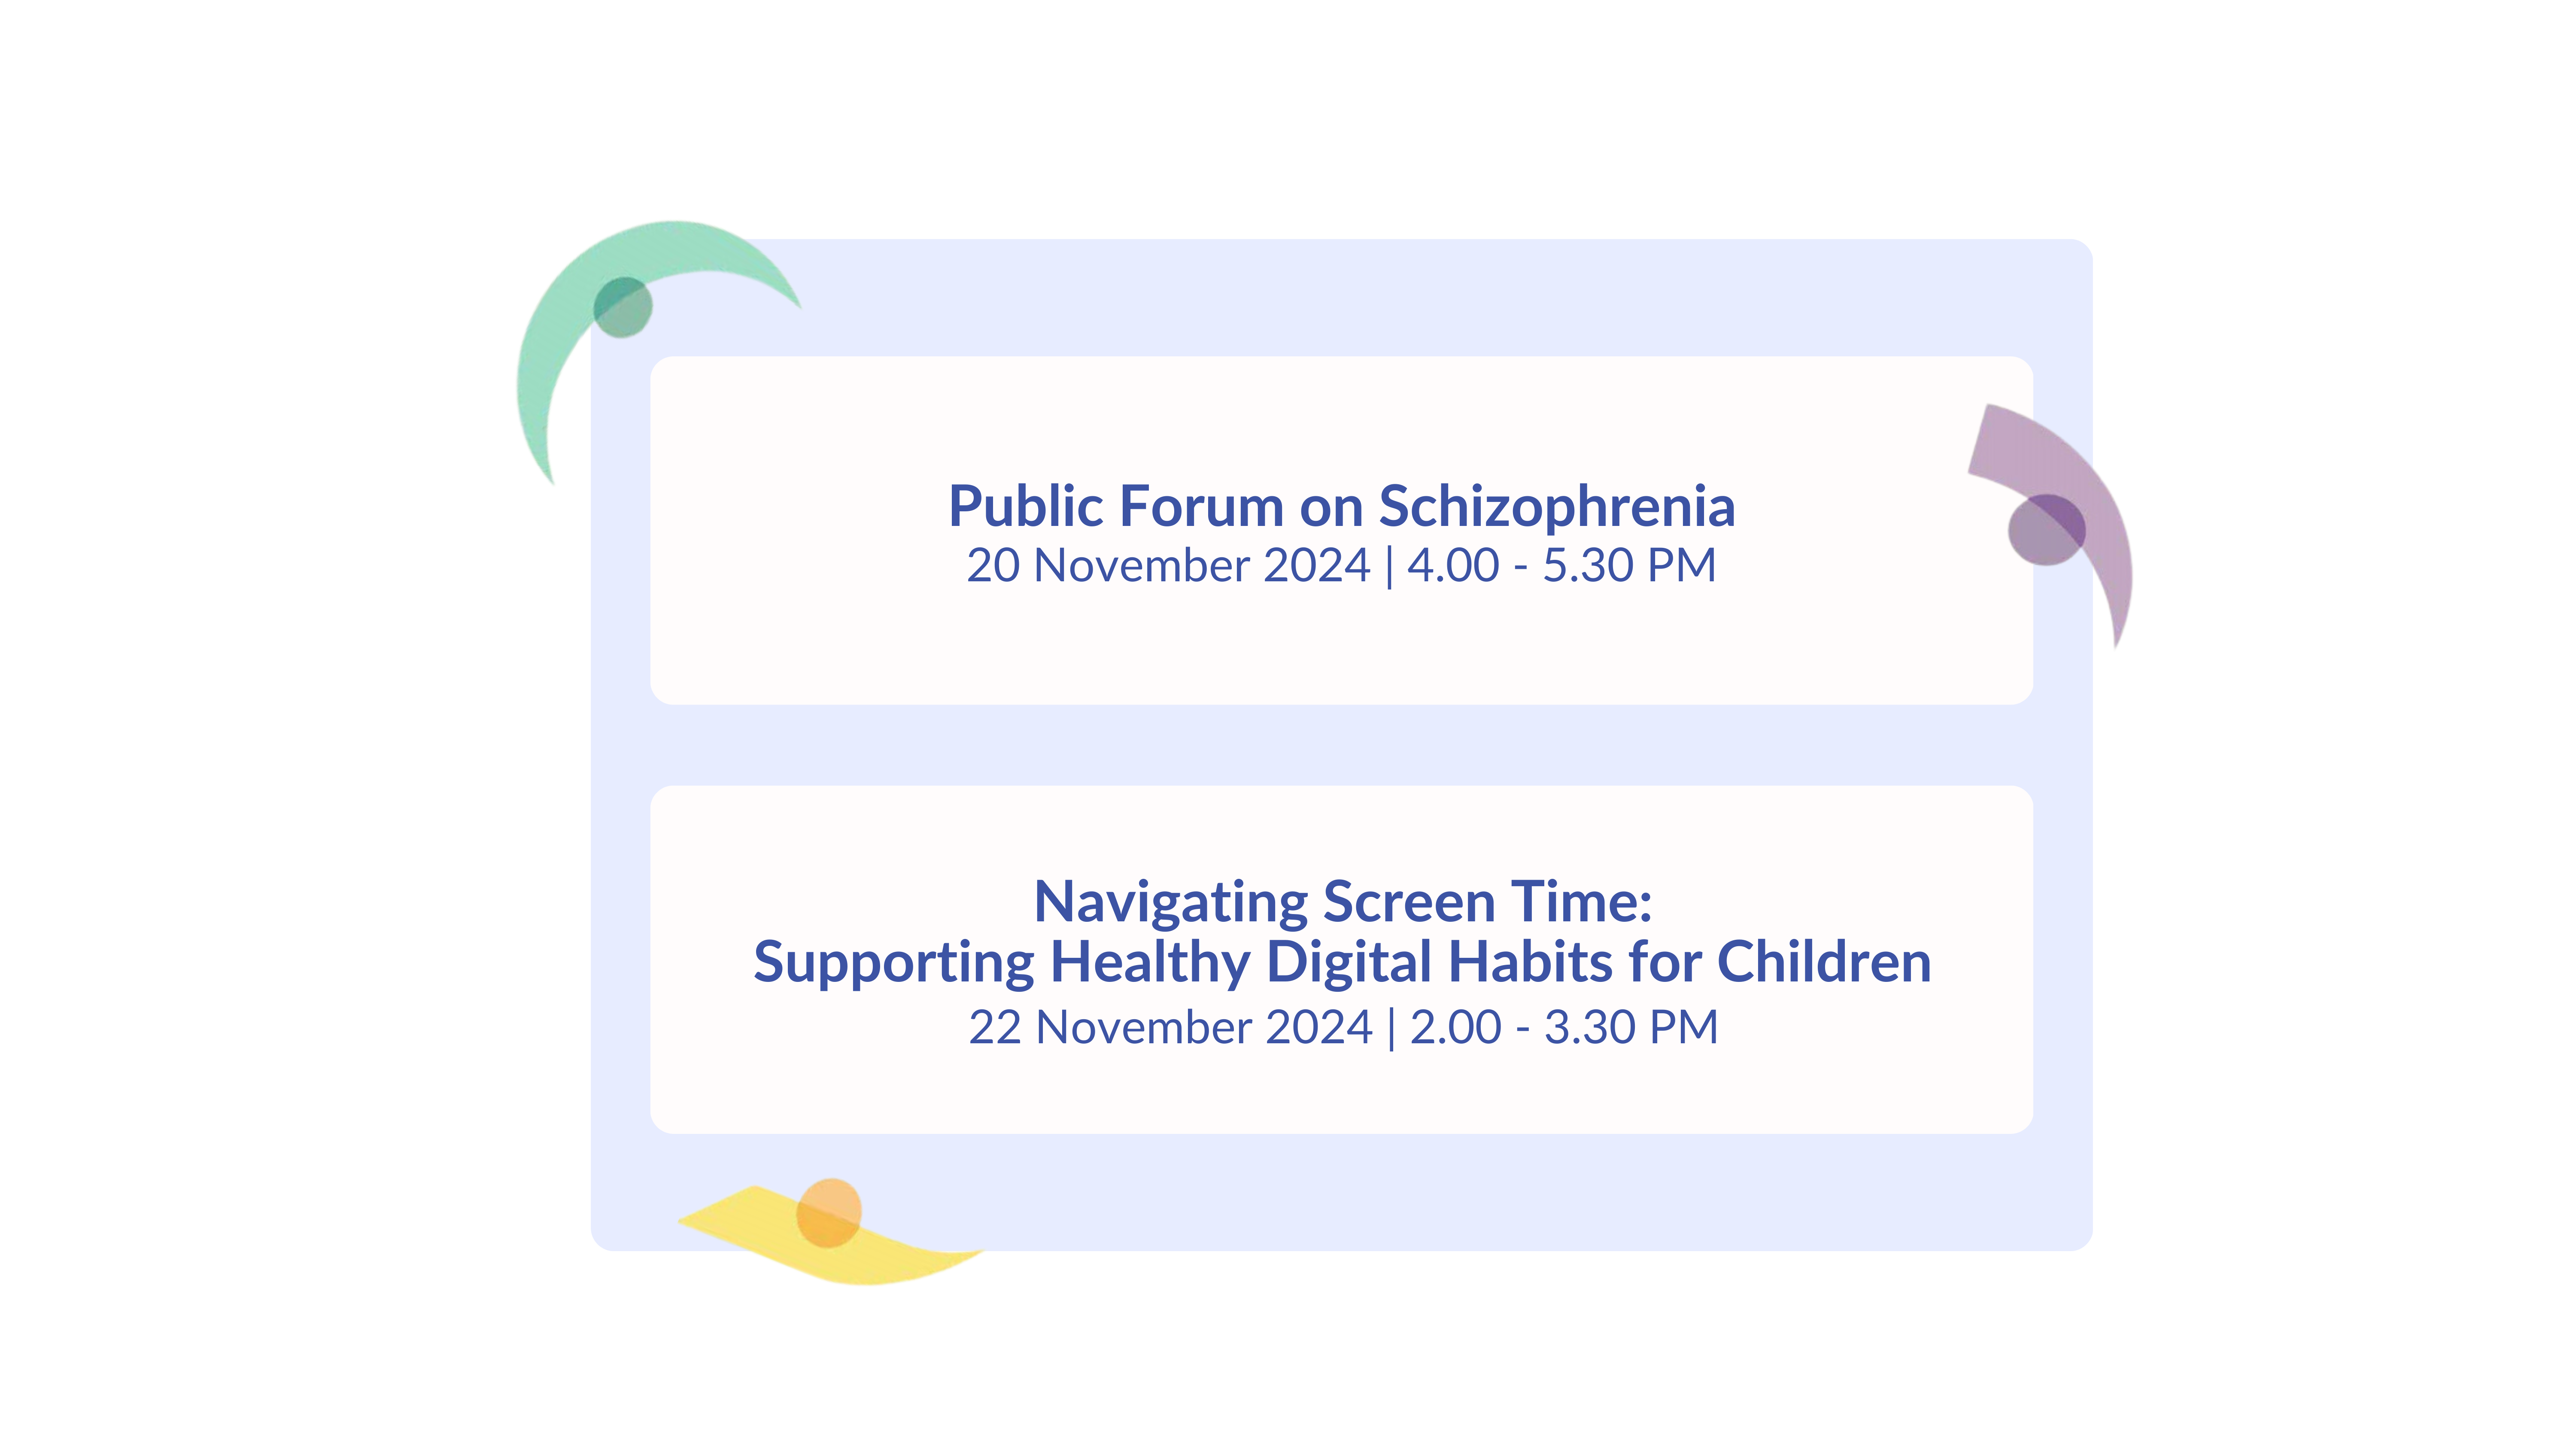 Public Forum on Schizophrenia
20 November 2024 | 4.00 - 5.30 PM
Navigating Screen Time:
Supporting Healthy Digital Habits for Children
22 November 2024 | 2.00 - 3.30 PM